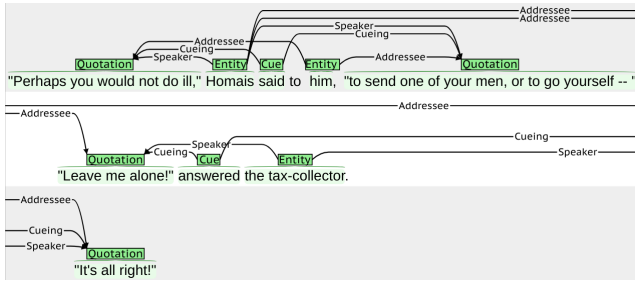 Addressee
Addressee
Speaker
Cueing
Addressee
Cueing
Speaker
Addressee
Quotation Entity Cue Entity Quotation
"Perhaps you would not do ill," Homais said to him, "to send one of your men, or to go yourself -- "
Addressee
Addressee
Cueing
Speaker
Cueing
Speaker
Quotation Cue Entity
"Leave me alone!" answered the tax-collector.
Addressee
Cueing
Speaker
Quotation
"It's all right!"